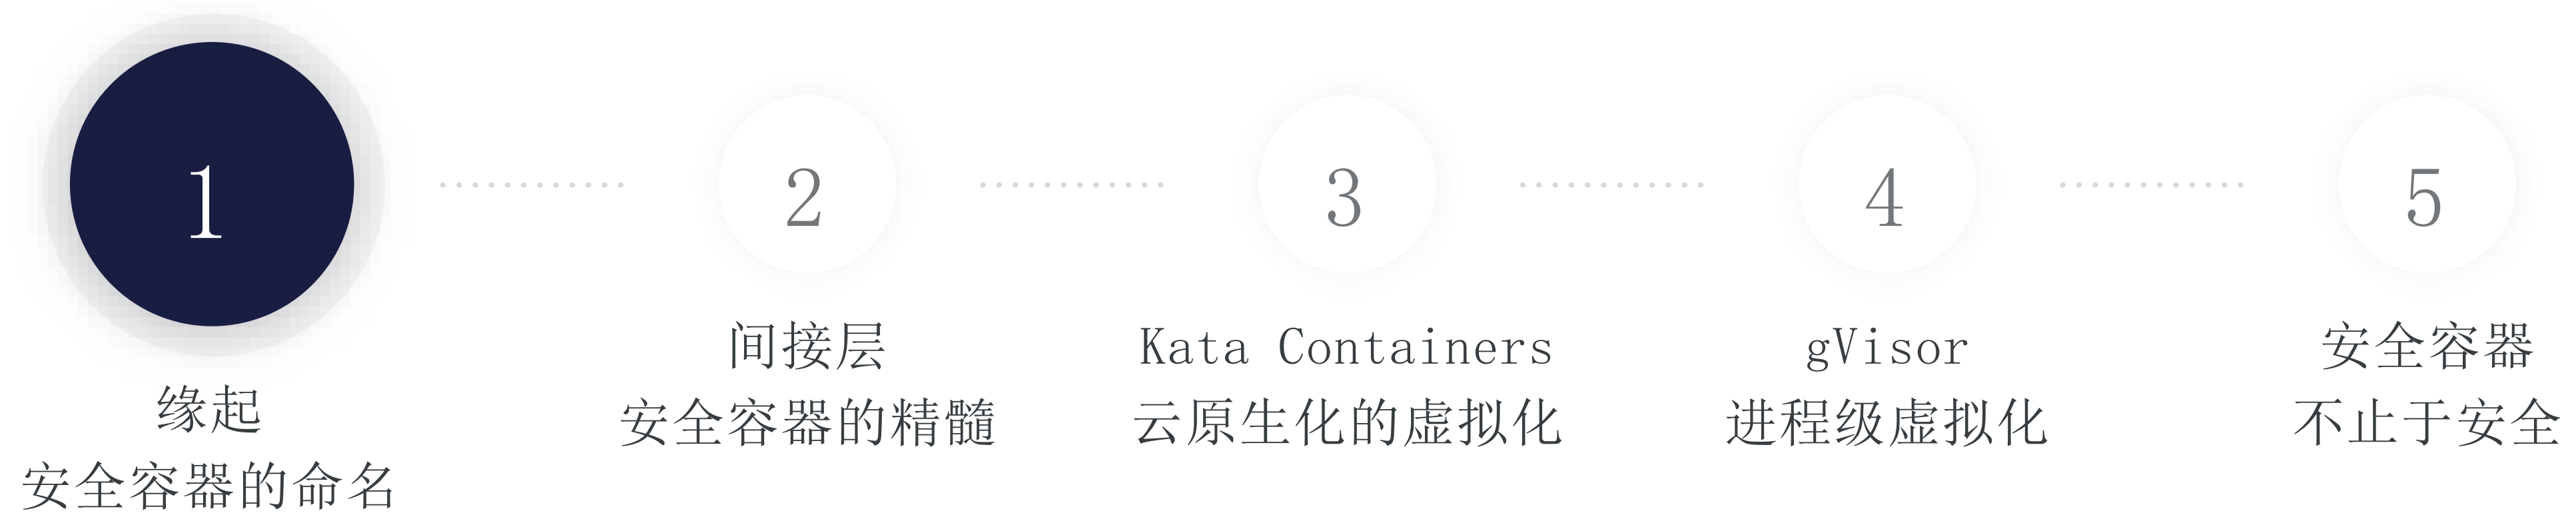 1
缘起
安全容器的命名
2
间接层
安全容器的精髓
3
Kata Containers
云原生化的虚拟化
4
gVisor
进程级虚拟化
5
安全容器
不止于安全